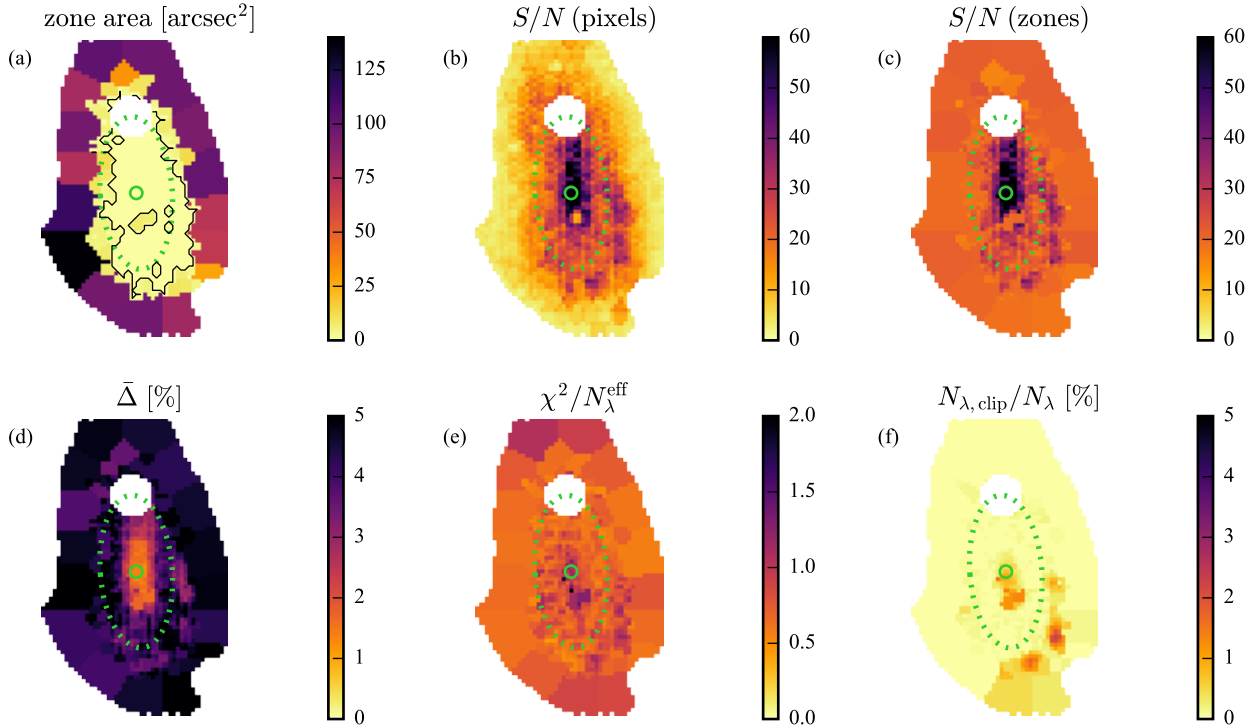 zone area [arcsec²] S/N (pixels) S/N (zones)
(a) (b) (c)
125 100 75 50 25 0
60 50 40 30 20 10 0
60 50 40 30 20 10 0
Δ̄ [%] χ²/N_λ^eff N_λ,clip/N_λ [%]
(d) (e) (f)
5 4 3 2 1 0
2.0 1.5 1.0 0.5 0.0
5 4 3 2 1 0